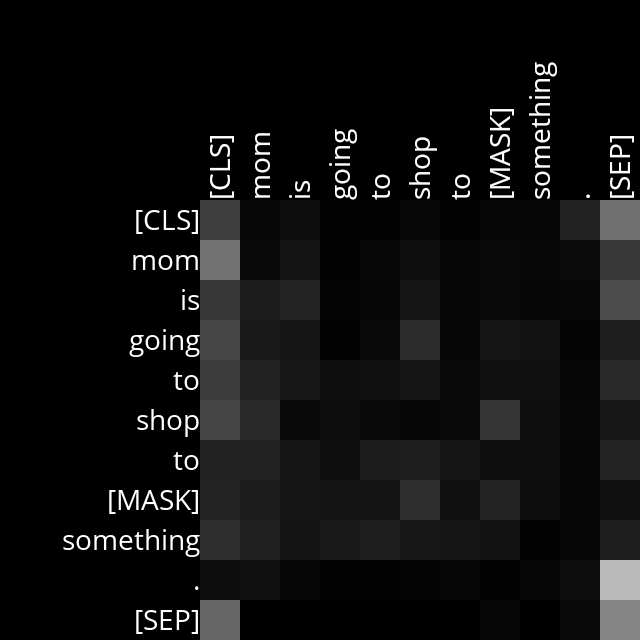 [CLS] mom is going to shop to [MASK] something . [SEP]
[CLS]
mom
is
going
to
shop
to
[MASK]
something
.
[SEP]